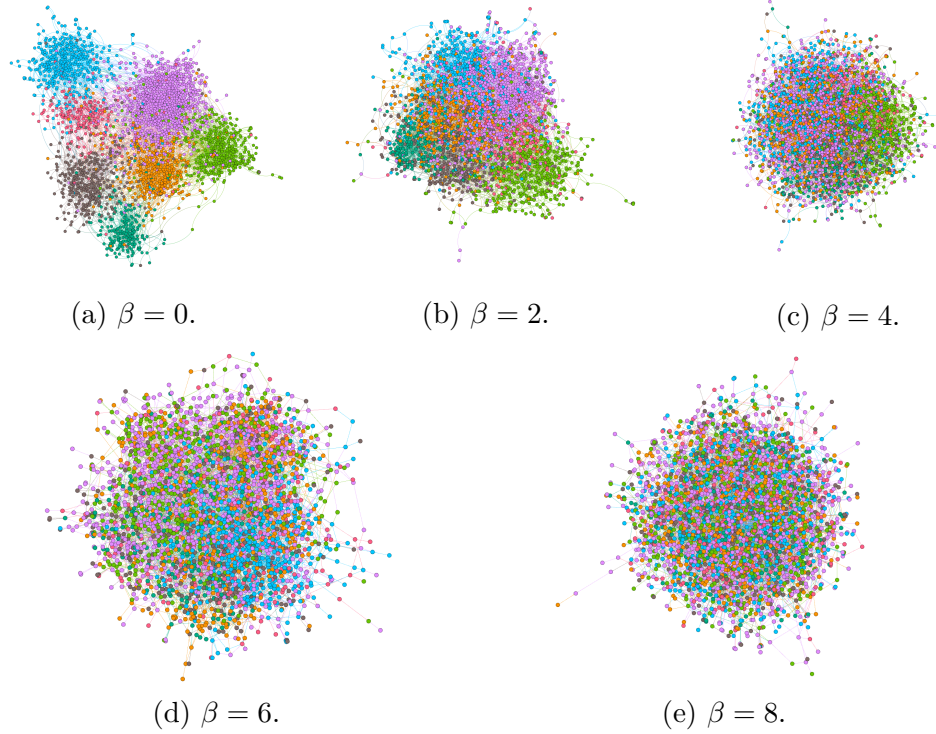 (a) β = 0.
(b) β = 2.
(c) β = 4.
(d) β = 6.
(e) β = 8.